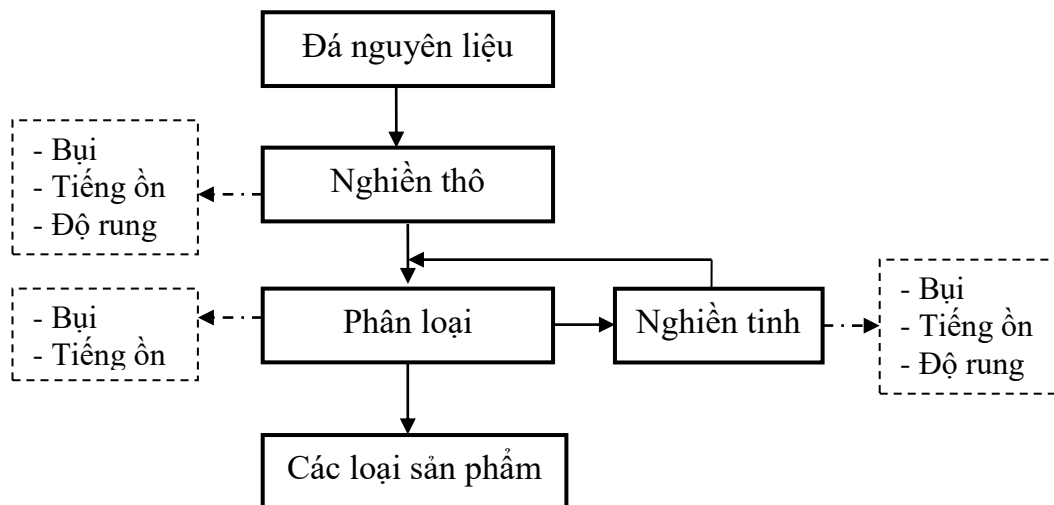 Đá nguyên liệu
- Bụi
- Tiếng ồn
- Độ rung
Nghiền thô
- Bụi
- Tiếng ồn
Phân loại
Nghiền tinh
- Bụi
- Tiếng ồn
- Độ rung
Các loại sản phẩm